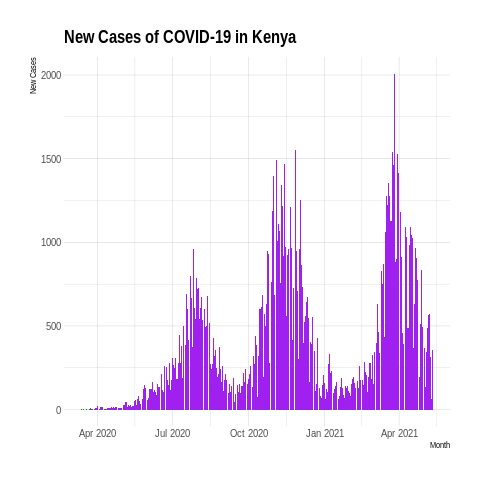 New Cases of COVID-19 in Kenya
New Cases
2000
1500
1000
500
0
Apr 2020 Jul 2020 Oct 2020 Jan 2021 Apr 2021
Month